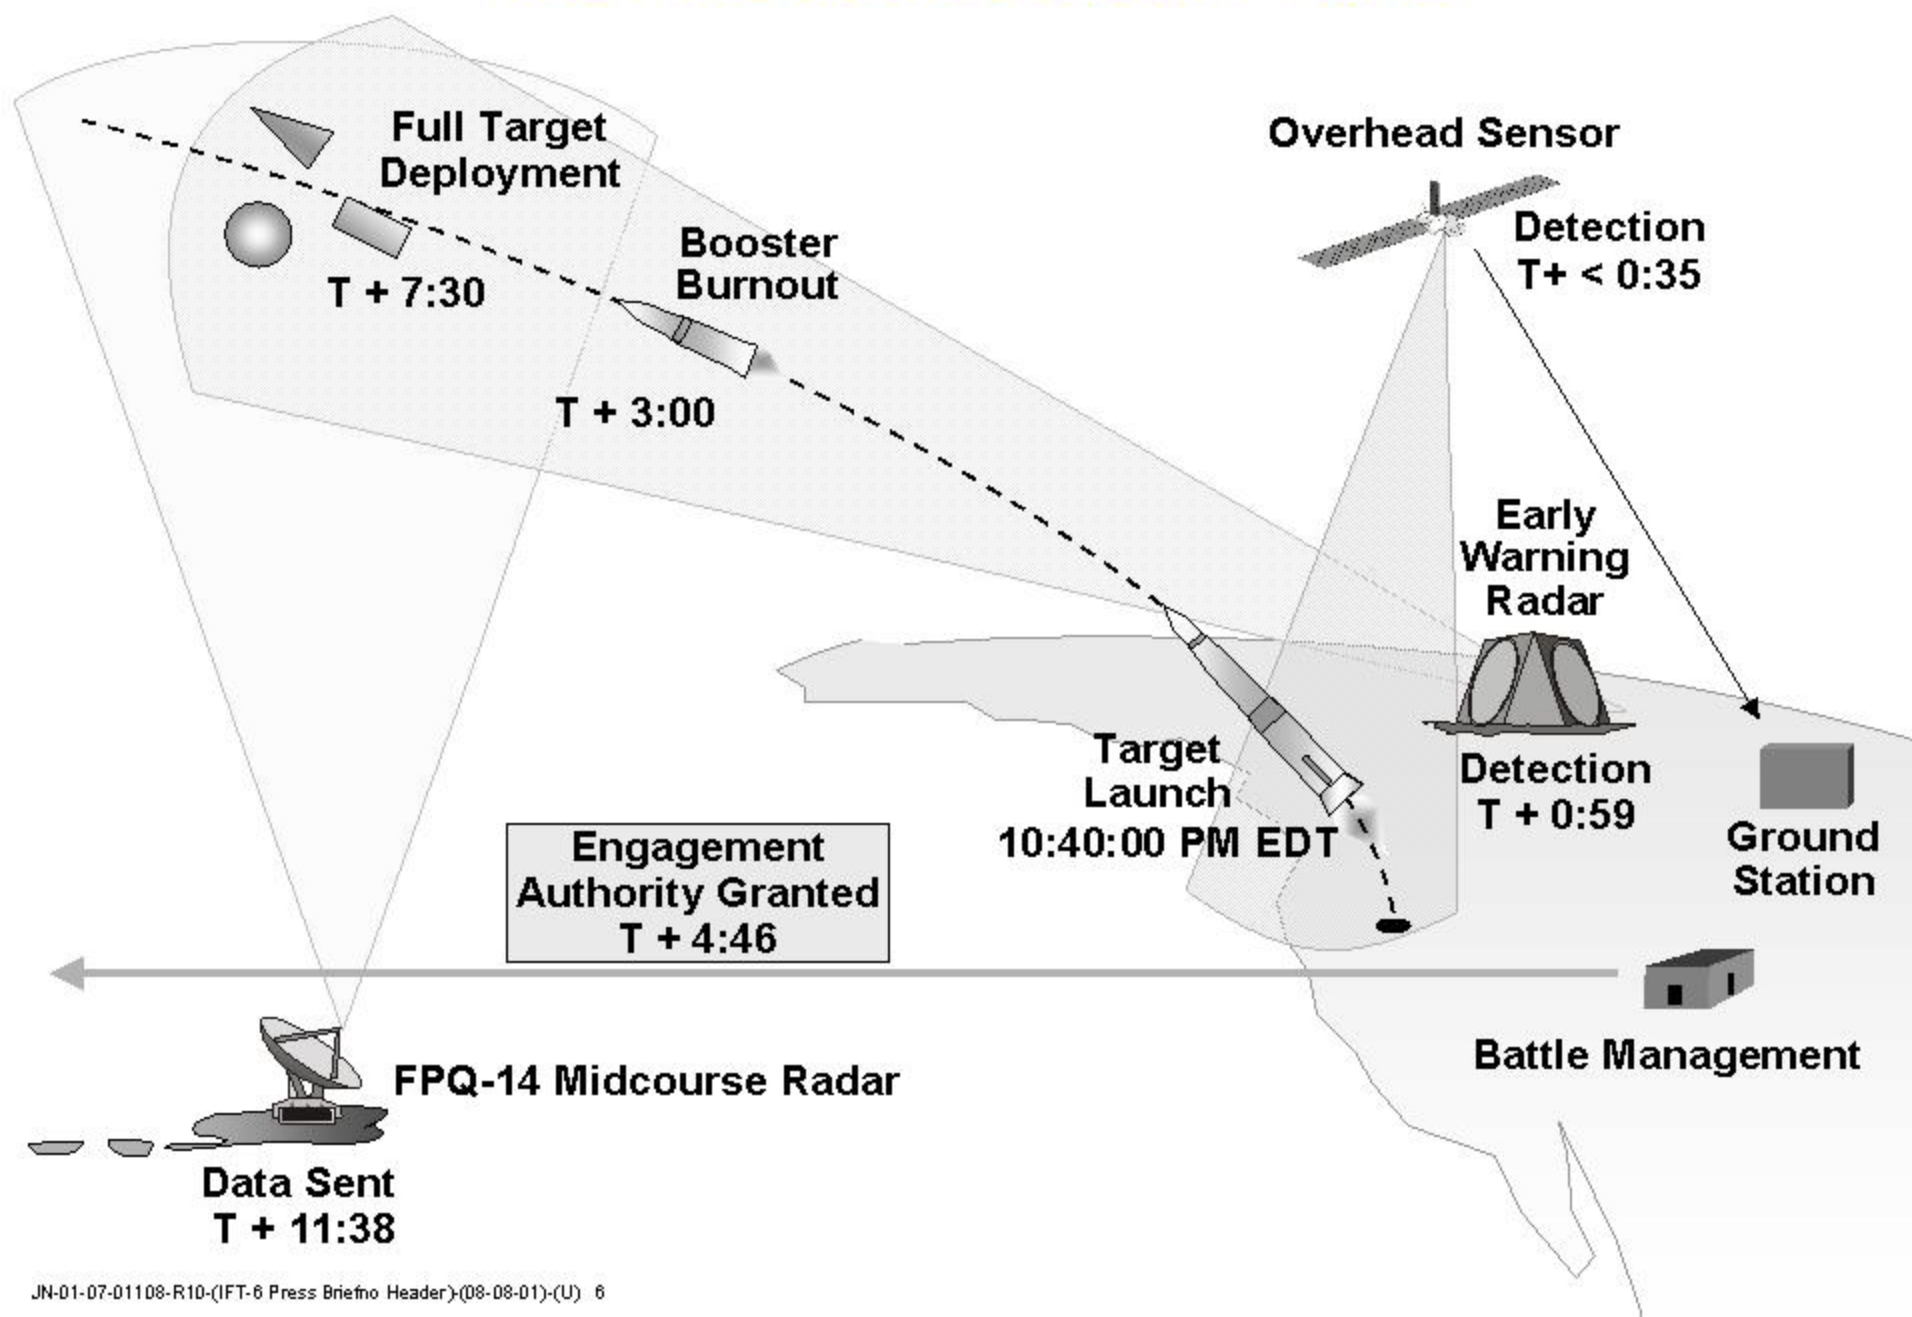 Full Target
Deployment
T + 7:30
Booster
Burnout
T + 3:00
Overhead Sensor
Detection
T+ < 0:35
Early
Warning
Radar
Detection
T + 0:59
Ground
Station
Target
Launch
10:40:00 PM EDT
Engagement
Authority Granted
T + 4:46
Battle Management
FPQ-14 Midcourse Radar
Data Sent
T + 11:38
JN-01-07-01108-R10-(IFT-6 Press Briefno Header)-(08-08-01)-(U) 6